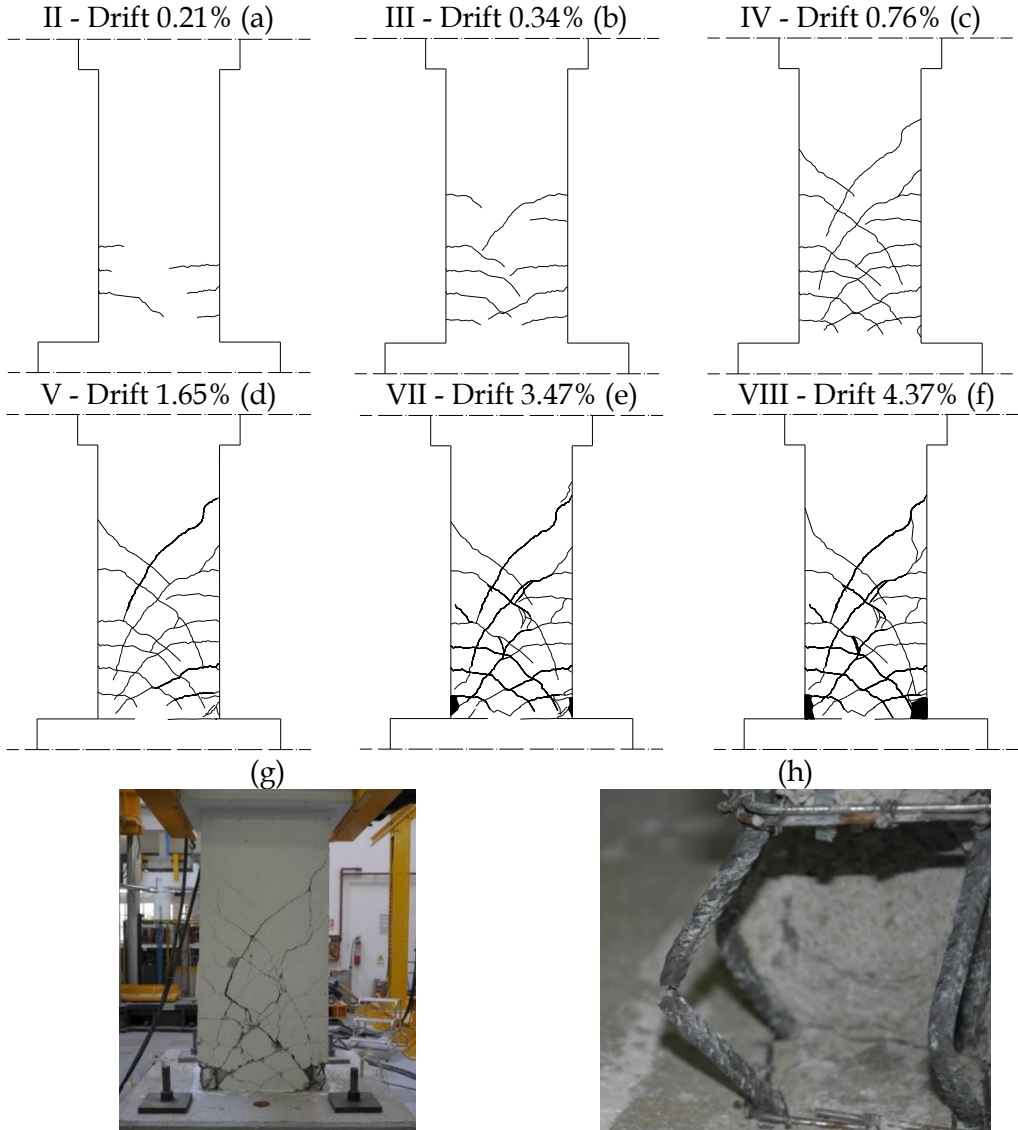 II - Drift 0.21% (a)
III - Drift 0.34% (b)
IV - Drift 0.76% (c)
V - Drift 1.65% (d)
VII - Drift 3.47% (e)
VIII - Drift 4.37% (f)
(g)
(h)